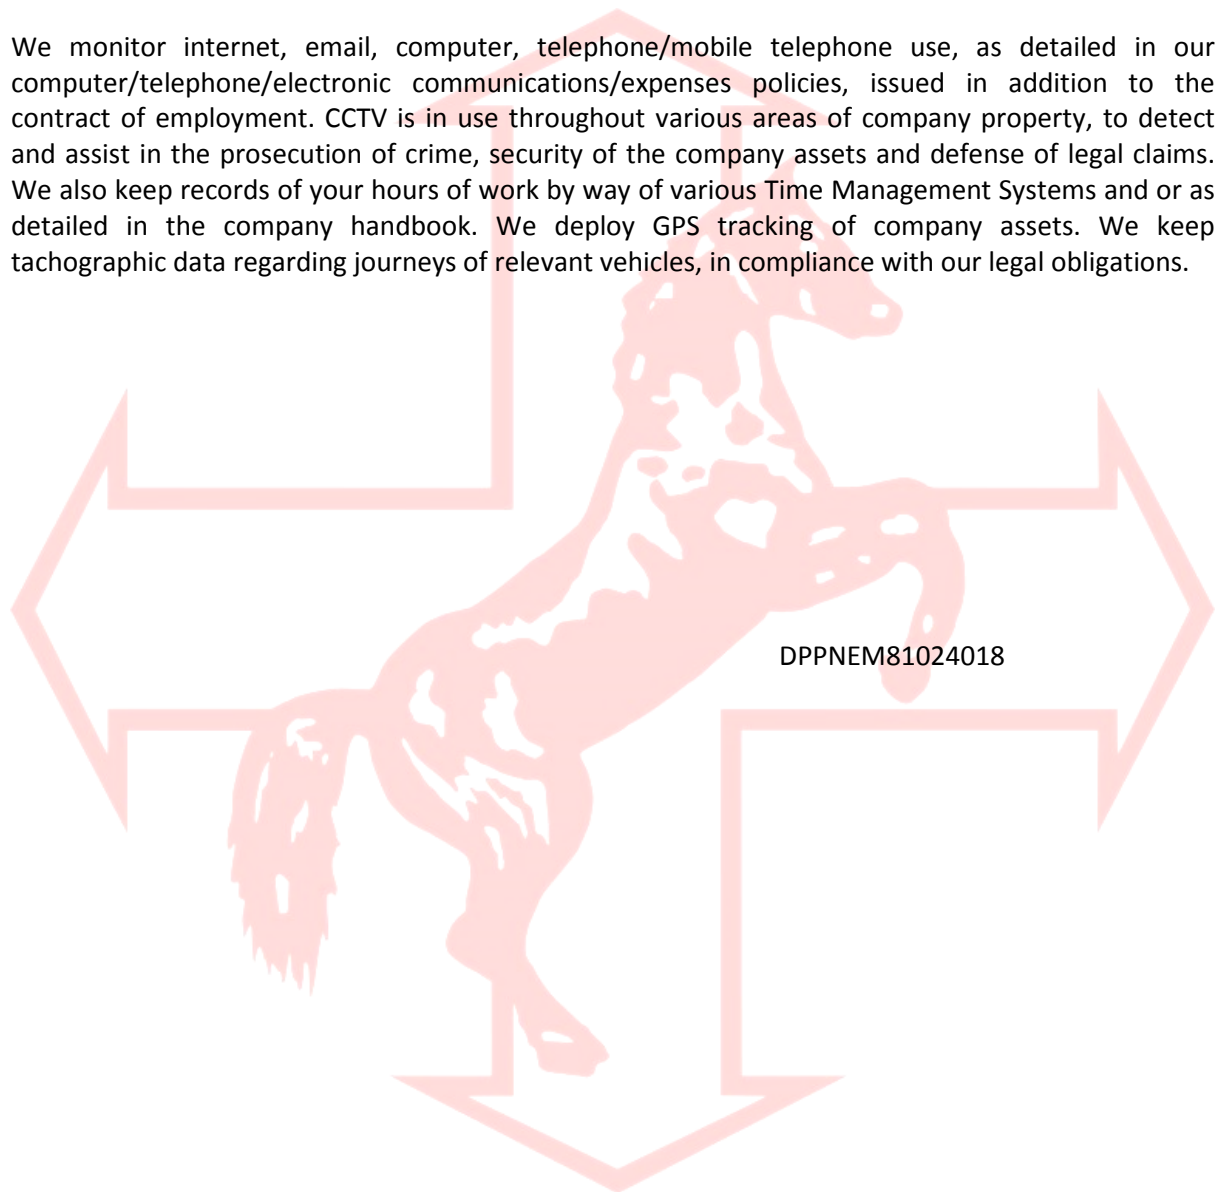 We monitor internet, email, computer, telephone/mobile telephone use, as detailed in our
computer/telephone/electronic communications/expenses policies, issued in addition to the
contract of employment. CCTV is in use throughout various areas of company property, to detect
and assist in the prosecution of crime, security of the company assets and defense of legal claims.
We also keep records of your hours of work by way of various Time Management Systems and or as
detailed in the company handbook. We deploy GPS tracking of company assets. We keep
tachographic data regarding journeys of relevant vehicles, in compliance with our legal obligations.
DPPNEM81024018